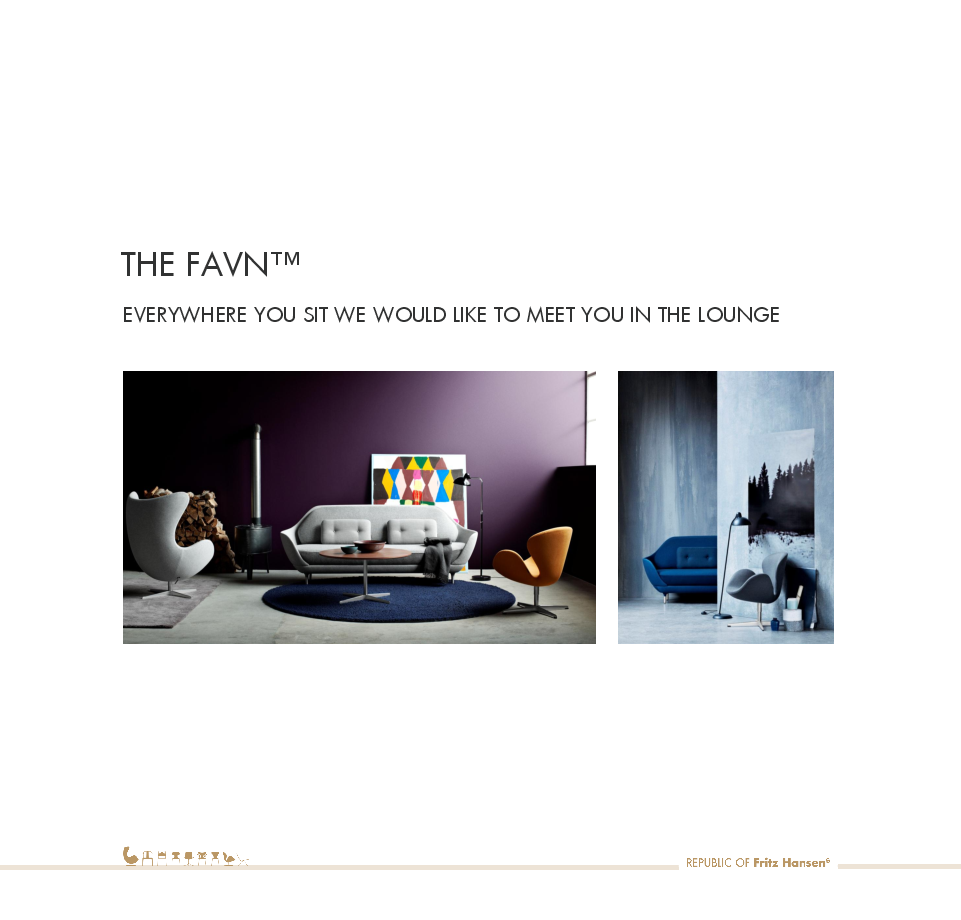 THE FAVN™
EVERYWHERE YOU SIT WE WOULD LIKE TO MEET YOU IN THE LOUNGE
REPUBLIC OF Fritz Hansen®